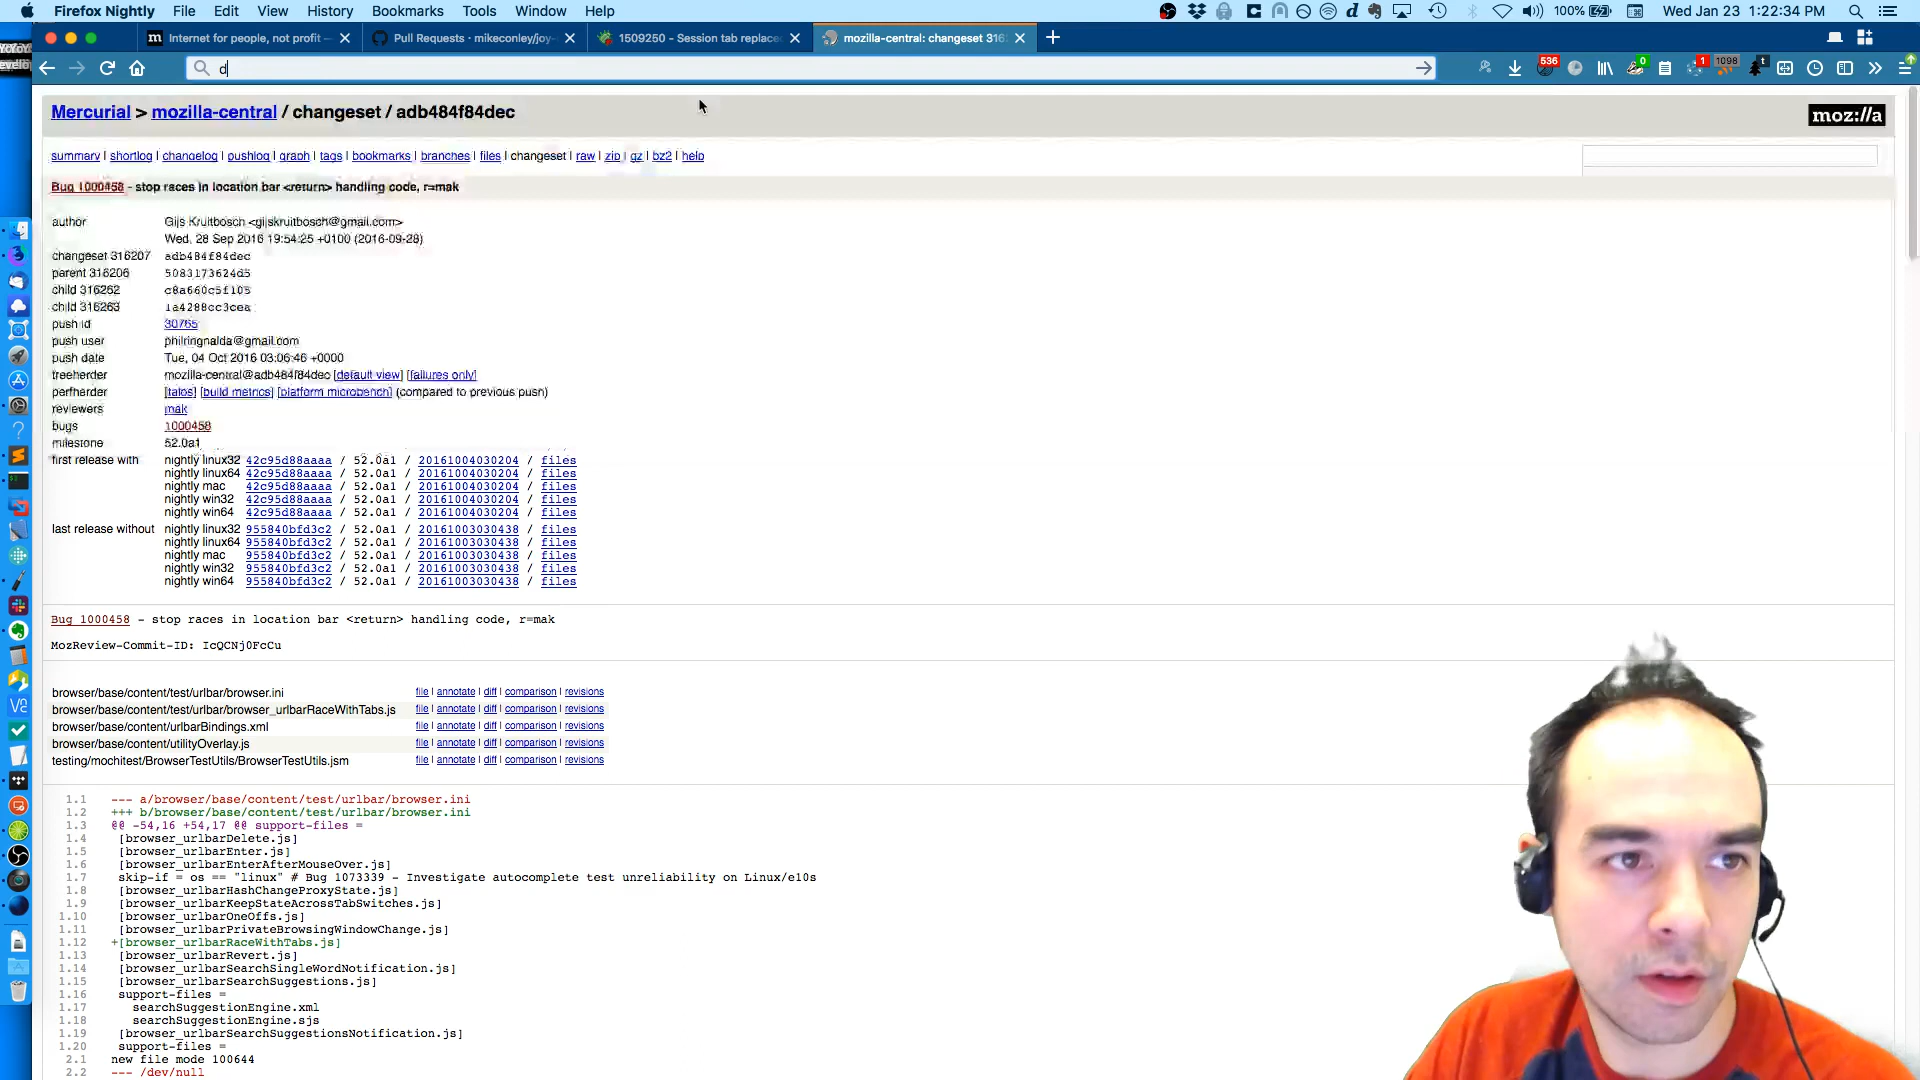 Firefox Nightly File Edit View History Bookmarks Tools Window Help 100% Wed Jan 23 1:22:34 PM
Internet for people, not profit — Pull Requests · mikeconley/joy- 1509250 - Session tab replace mozilla-central: changeset 316
d 536 0 1 1098 t
Mercurial > mozilla-central / changeset / adb484f84dec moz://a
summary | shortlog | changelog | pushlog | graph | tags | bookmarks | branches | files | changeset | raw | zip | gz | bz2 | help
Bug 1000458 - stop races in location bar <return> handling code, r=mak
author Gijs Kruitbosch <gijskruitbosch@gmail.com>
Wed, 28 Sep 2016 19:54:25 +0100 (2016-09-28)
changeset 316207 adb484f84dec
parent 316206 5083173624d5
child 316262 c8a660c5f105
child 316263 1a4288cc3cea
push id 30765
push user philringnalda@gmail.com
push date Tue, 04 Oct 2016 03:06:46 +0000
treeherder mozilla-central@adb484f84dec [default view] [failures only]
perfherder [talos] [build metrics] [platform microbench] (compared to previous push)
reviewers mak
bugs 1000458
milestone 52.0a1
first release with nightly linux32 42c95d88aaaa / 52.0a1 / 20161004030204 / files
nightly linux64 42c95d88aaaa / 52.0a1 / 20161004030204 / files
nightly mac 42c95d88aaaa / 52.0a1 / 20161004030204 / files
nightly win32 42c95d88aaaa / 52.0a1 / 20161004030204 / files
nightly win64 42c95d88aaaa / 52.0a1 / 20161004030204 / files
last release without nightly linux32 955840bfd3c2 / 52.0a1 / 20161003030438 / files
nightly linux64 955840bfd3c2 / 52.0a1 / 20161003030438 / files
nightly mac 955840bfd3c2 / 52.0a1 / 20161003030438 / files
nightly win32 955840bfd3c2 / 52.0a1 / 20161003030438 / files
nightly win64 955840bfd3c2 / 52.0a1 / 20161003030438 / files
Bug 1000458 - stop races in location bar <return> handling code, r=mak
MozReview-Commit-ID: IcQCNj0FcCu
browser/base/content/test/urlbar/browser.ini file | annotate | diff | comparison | revisions
browser/base/content/test/urlbar/browser_urlbarRaceWithTabs.js file | annotate | diff | comparison | revisions
browser/base/content/urlbarBindings.xml file | annotate | diff | comparison | revisions
browser/base/content/utilityOverlay.js file | annotate | diff | comparison | revisions
testing/mochitest/BrowserTestUtils/BrowserTestUtils.jsm file | annotate | diff | comparison | revisions
1.1 --- a/browser/base/content/test/urlbar/browser.ini
1.2 +++ b/browser/base/content/test/urlbar/browser.ini
1.3 @@ -54,16 +54,17 @@ support-files =
1.4 [browser_urlbarDelete.js]
1.5 [browser_urlbarEnter.js]
1.6 [browser_urlbarEnterAfterMouseOver.js]
1.7 skip-if = os == "linux" # Bug 1073339 - Investigate autocomplete test unreliability on Linux/e10s
1.8 [browser_urlbarHashChangeProxyState.js]
1.9 [browser_urlbarKeepStateAcrossTabSwitches.js]
1.10 [browser_urlbarOneOffs.js]
1.11 [browser_urlbarPrivateBrowsingWindowChange.js]
1.12 +[browser_urlbarRaceWithTabs.js]
1.13 [browser_urlbarRevert.js]
1.14 [browser_urlbarSearchSingleWordNotification.js]
1.15 [browser_urlbarSearchSuggestions.js]
1.16 support-files =
1.17 searchSuggestionEngine.xml
1.18 searchSuggestionEngine.sjs
1.19 [browser_urlbarSearchSuggestionsNotification.js]
1.20 support-files =
2.1 new file mode 100644
2.2 --- /dev/null